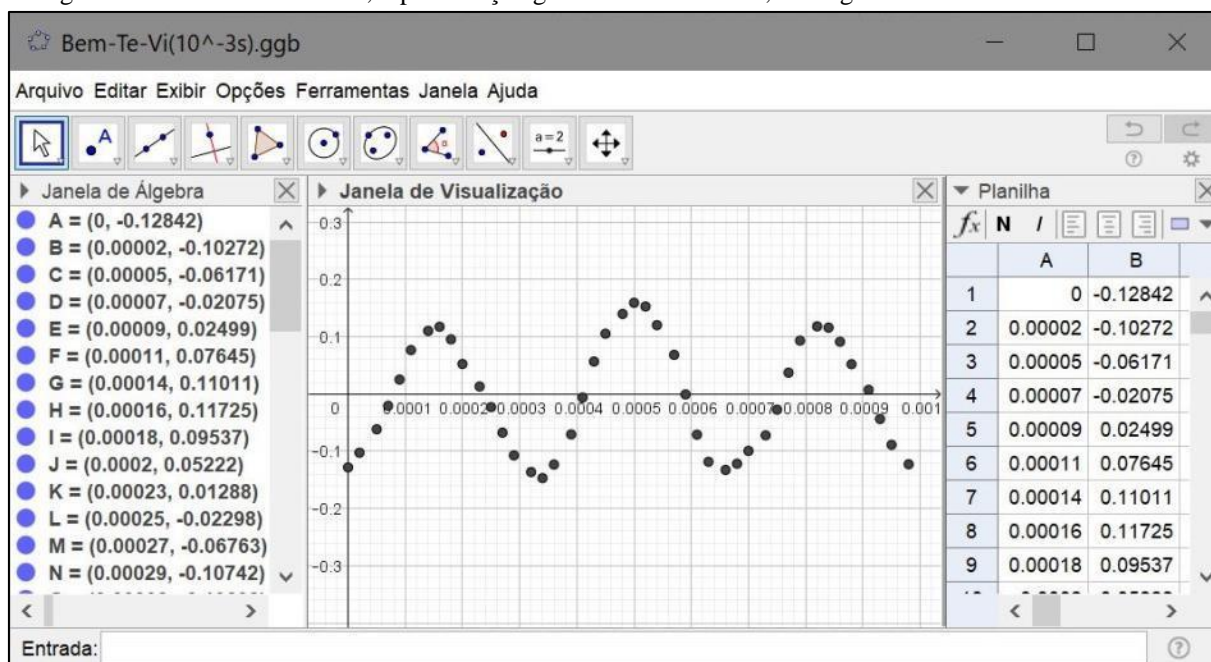 Bem-Te-Vi(10^-3s).ggb
Arquivo Editar Exibir Opções Ferramentas Janela Ajuda
A
a=2
Janela de Álgebra
A = (0, -0.12842)
B = (0.00002, -0.10272)
C = (0.00005, -0.06171)
D = (0.00007, -0.02075)
E = (0.00009, 0.02499)
F = (0.00011, 0.07645)
G = (0.00014, 0.11011)
H = (0.00016, 0.11725)
I = (0.00018, 0.09537)
J = (0.0002, 0.05222)
K = (0.00023, 0.01288)
L = (0.00025, -0.02298)
M = (0.00027, -0.06763)
N = (0.00029, -0.10742)
Janela de Visualização
0.3
0.2
0.1
0 0.0001 0.0002 0.0003 0.0004 0.0005 0.0006 0.0007 0.0008 0.0009 0.001
-0.1
-0.2
-0.3
Planilha
fx N I
A B
1 0 -0.12842
2 0.00002 -0.10272
3 0.00005 -0.06171
4 0.00007 -0.02075
5 0.00009 0.02499
6 0.00011 0.07645
7 0.00014 0.11011
8 0.00016 0.11725
9 0.00018 0.09537
Entrada: